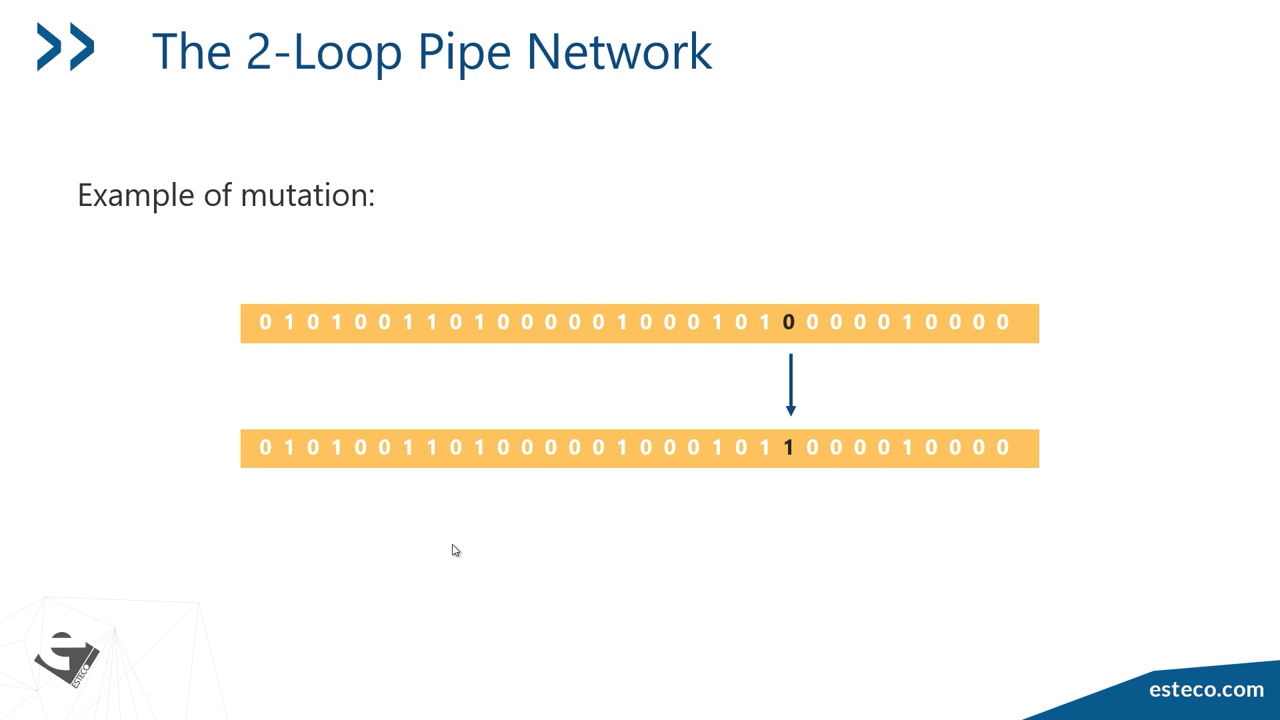 The 2-Loop Pipe Network
Example of mutation:
0 1 0 1 0 0 1 1 0 1 0 0 0 0 0 1 0 0 0 1 0 1 0 0 0 0 0 1 0 0 0 0
0 1 0 1 0 0 1 1 0 1 0 0 0 0 0 1 0 0 0 1 0 1 1 0 0 0 0 1 0 0 0 0
ESTECO
esteco.com